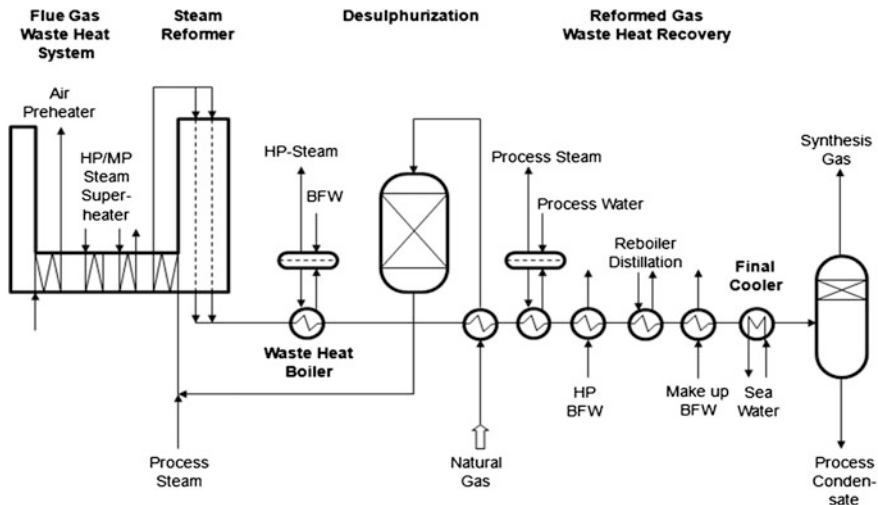 Flue Gas
Waste Heat
System
Steam
Reformer
Desulphurization
Reformed Gas
Waste Heat Recovery
Air
Preheater
HP/MP
Steam
Super-
heater
HP-Steam
BFW
Process Steam
Process Water
Reboiler
Distillation
Final
Cooler
Synthesis
Gas
Waste Heat
Boiler
HP
BFW
Make up
BFW
Sea
Water
Process
Steam
Natural
Gas
Process
Conden-
sate